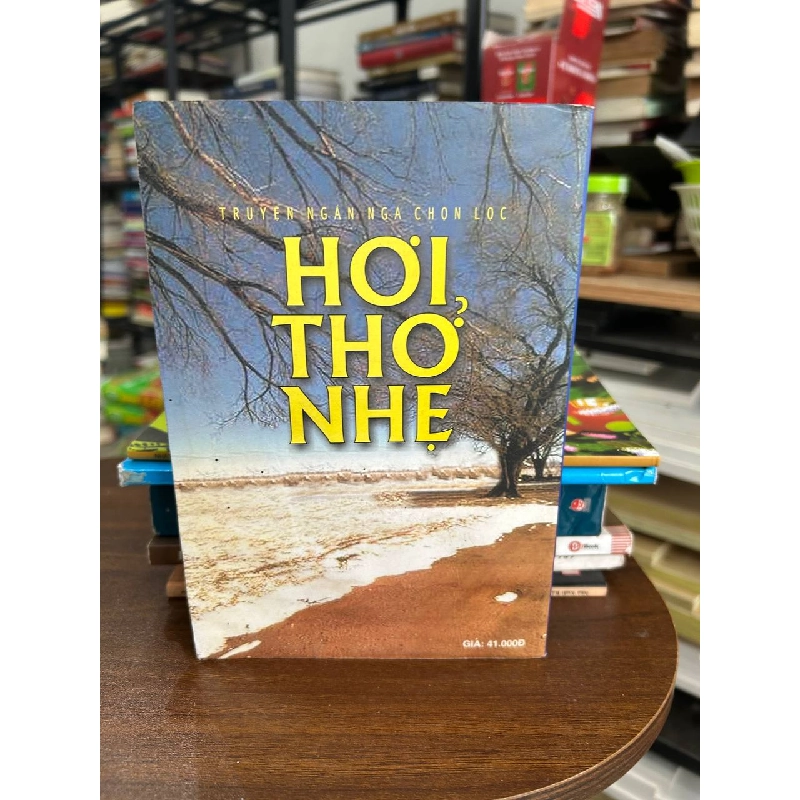 TRUYỆN NGẮN NGA CHỌN LỌC
HƠI
THỞ
NHẸ
GIÁ: 41.000Đ